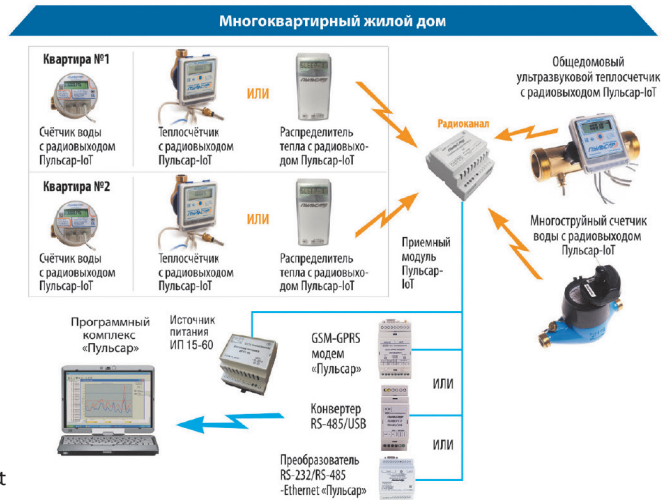 Многоквартирный жилой дом
Квартира №1
ИЛИ
Счётчик воды
с радиовыходом
Пульсар-IoT
Теплосчётчик
с радиовыходом
Пульсар-IoT
Распределитель
тепла с радиовыхо-
дом Пульсар-IoT
Квартира №2
ИЛИ
Счётчик воды
с радиовыходом
Пульсар-IoT
Теплосчётчик
с радиовыходом
Пульсар-IoT
Распределитель
тепла с радиовыхо-
дом Пульсар-IoT
Радиоканал
Общедомовый
ультразвуковой теплосчетчик
с радиовыходом Пульсар-IoT
Многоструйный счетчик
воды с радиовыходом
Пульсар-IoT
Приемный
модуль
Пульсар-
IoT
Источник
питания
ИП 15-60
Программный
комплекс
«Пульсар»
GSM-GPRS
модем
«Пульсар»
ИЛИ
Конвертер
RS-485/USB
ИЛИ
Преобразователь
RS-232/RS-485
-Ethernet «Пульсар»
t